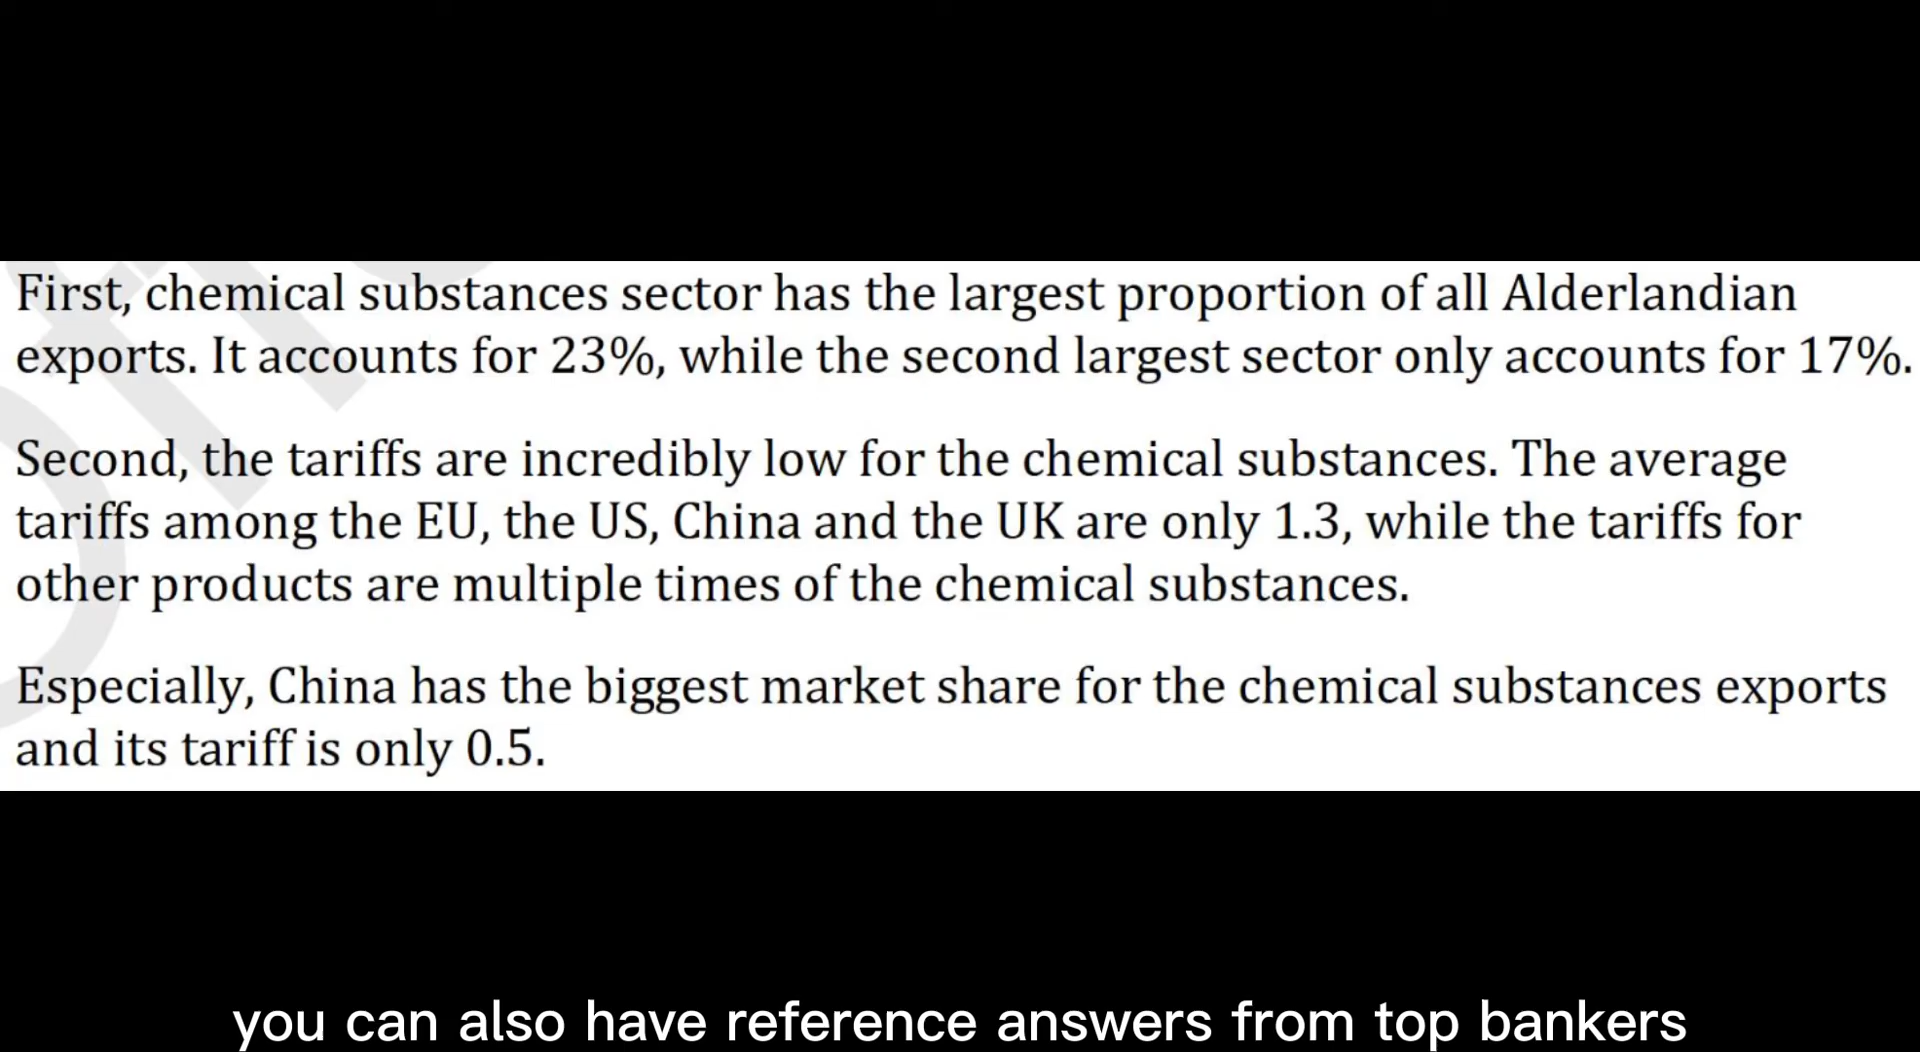 First, chemical substances sector has the largest proportion of all Alderlandian
exports. It accounts for 23%, while the second largest sector only accounts for 17%.
Second, the tariffs are incredibly low for the chemical substances. The average
tariffs among the EU, the US, China and the UK are only 1.3, while the tariffs for
other products are multiple times of the chemical substances.
Especially, China has the biggest market share for the chemical substances exports
and its tariff is only 0.5.
you can also have reference answers from top bankers